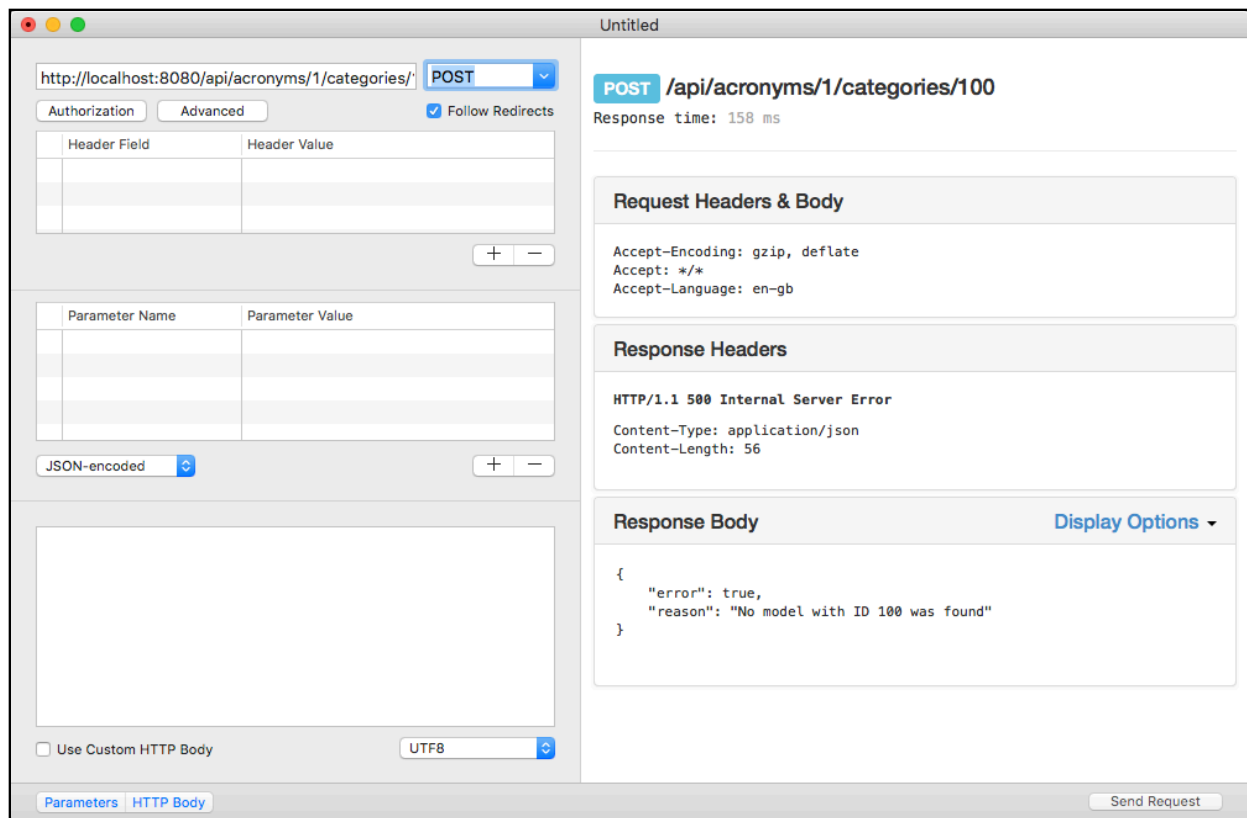 Untitled
http://localhost:8080/api/acronyms/1/categories/
POST
Authorization
Advanced
Follow Redirects
Header Field
Header Value
+
−
Parameter Name
Parameter Value
JSON-encoded
+
−
Use Custom HTTP Body
UTF8
Parameters
HTTP Body
POST /api/acronyms/1/categories/100
Response time: 158 ms
Request Headers & Body
Accept-Encoding: gzip, deflate
Accept: */*
Accept-Language: en-gb
Response Headers
HTTP/1.1 500 Internal Server Error
Content-Type: application/json
Content-Length: 56
Response Body
Display Options
{
"error": true,
"reason": "No model with ID 100 was found"
}
Send Request